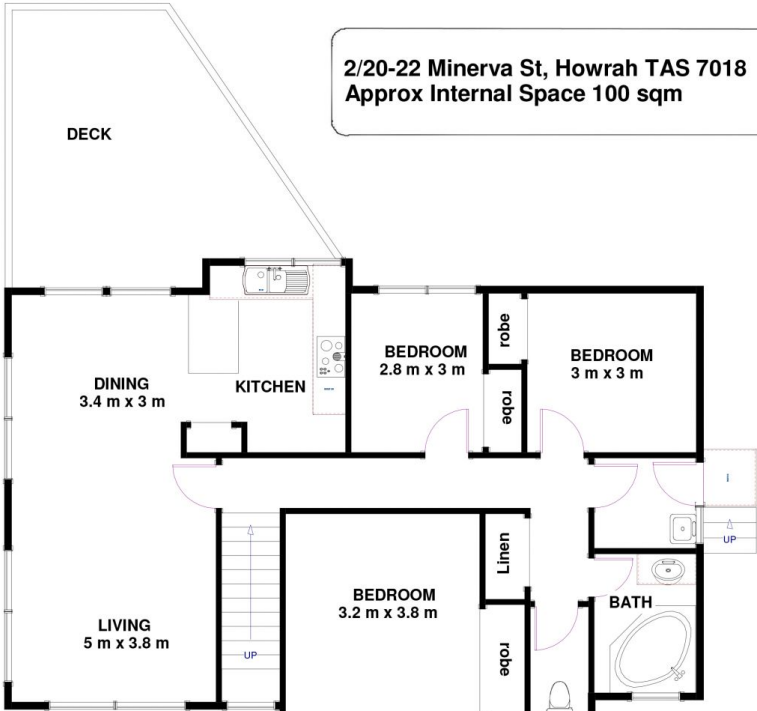 2/20-22 Minerva St, Howrah TAS 7018
Approx Internal Space 100 sqm
DECK
robe
BEDROOM
2.8 m x 3 m
BEDROOM
3 m x 3 m
DINING
3.4 m x 3 m
KITCHEN
robe
UP
Linen
BEDROOM
3.2 m x 3.8 m
BATH
LIVING
5 m x 3.8 m
UP
robe